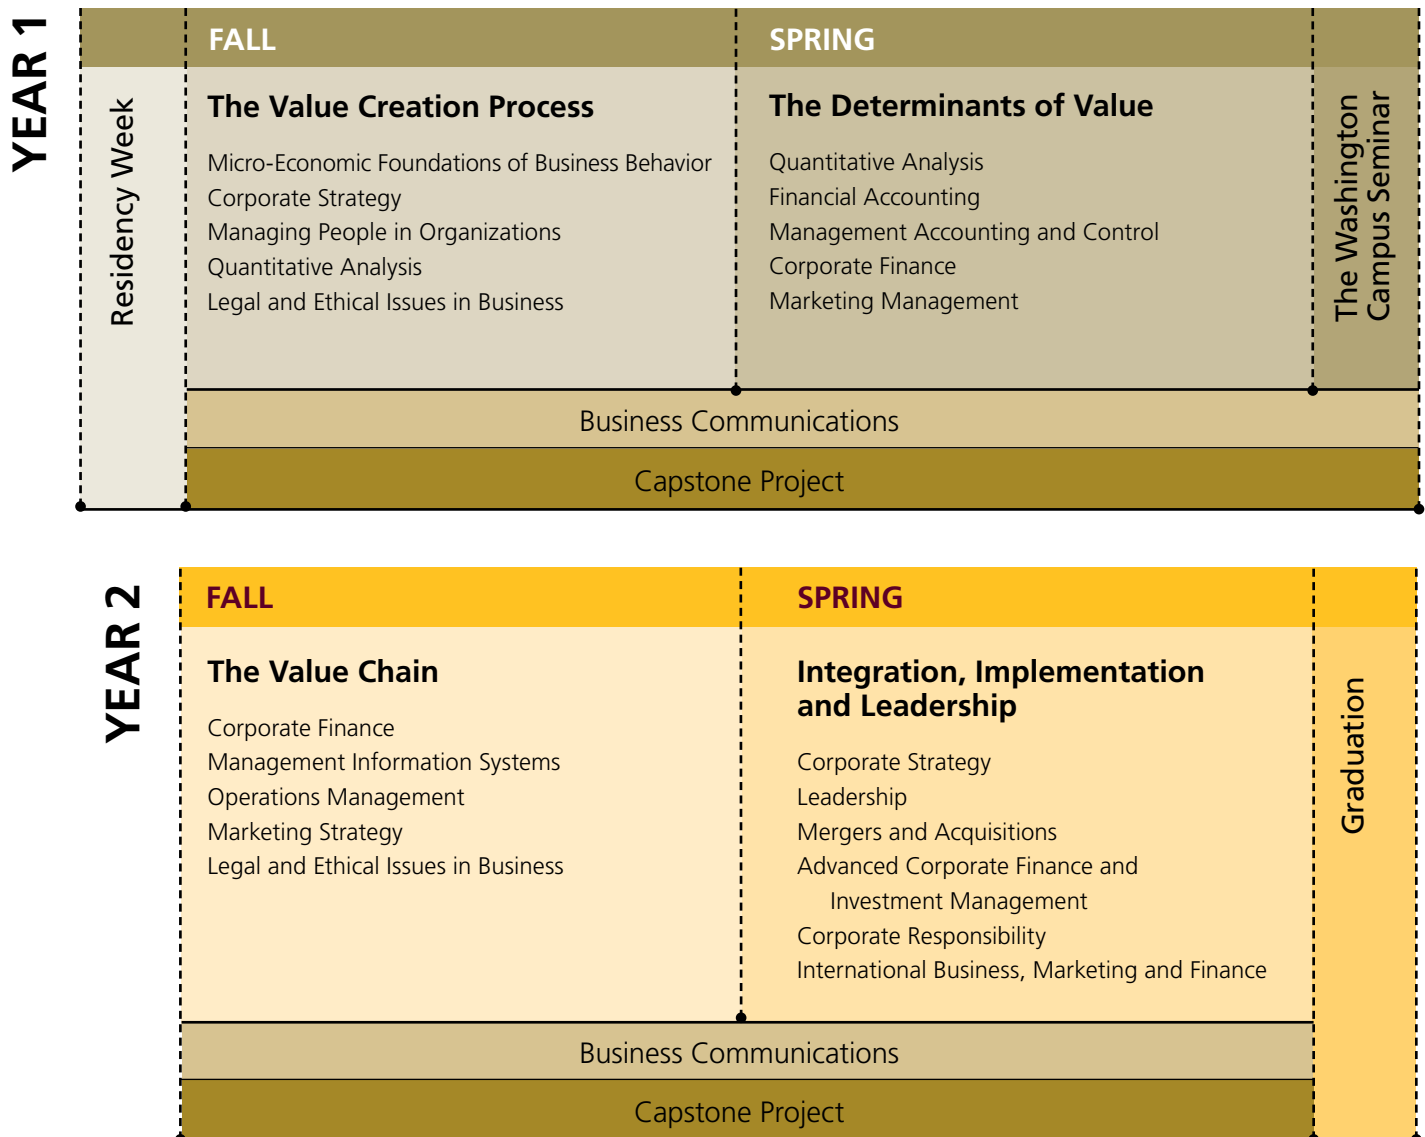 YEAR 1
Residency Week
FALL
The Value Creation Process
Micro-Economic Foundations of Business Behavior
Corporate Strategy
Managing People in Organizations
Quantitative Analysis
Legal and Ethical Issues in Business
SPRING
The Determinants of Value
Quantitative Analysis
Financial Accounting
Management Accounting and Control
Corporate Finance
Marketing Management
The Washington
Campus Seminar
Business Communications
Capstone Project
YEAR 2
FALL
The Value Chain
Corporate Finance
Management Information Systems
Operations Management
Marketing Strategy
Legal and Ethical Issues in Business
SPRING
Integration, Implementation
and Leadership
Corporate Strategy
Leadership
Mergers and Acquisitions
Advanced Corporate Finance and
Investment Management
Corporate Responsibility
International Business, Marketing and Finance
Graduation
Business Communications
Capstone Project